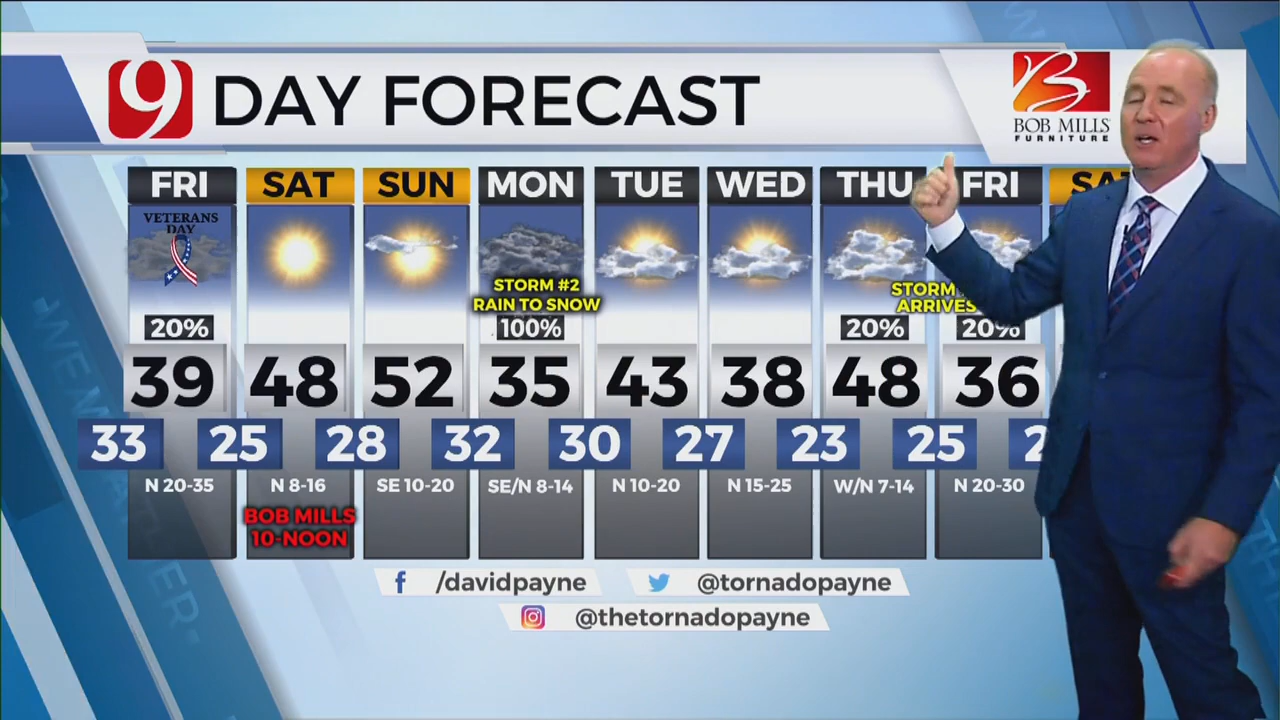 9 DAY FORECAST
B
BOB MILLS
FURNITURE
FRI SAT SUN MON TUE WED THU FRI
VETERANS
DAY
STORM #2
RAIN TO SNOW
STORM
ARRIVES
20% 100% 20% 20%
39 48 52 35 43 38 48 36
33 25 28 32 30 27 23 25
N 20-35 N 8-16 SE 10-20 SE/N 8-14 N 10-20 N 15-25 W/N 7-14 N 20-30
BOB MILLS
10-NOON
/davidpayne @tornadopayne
@thetornadopayne